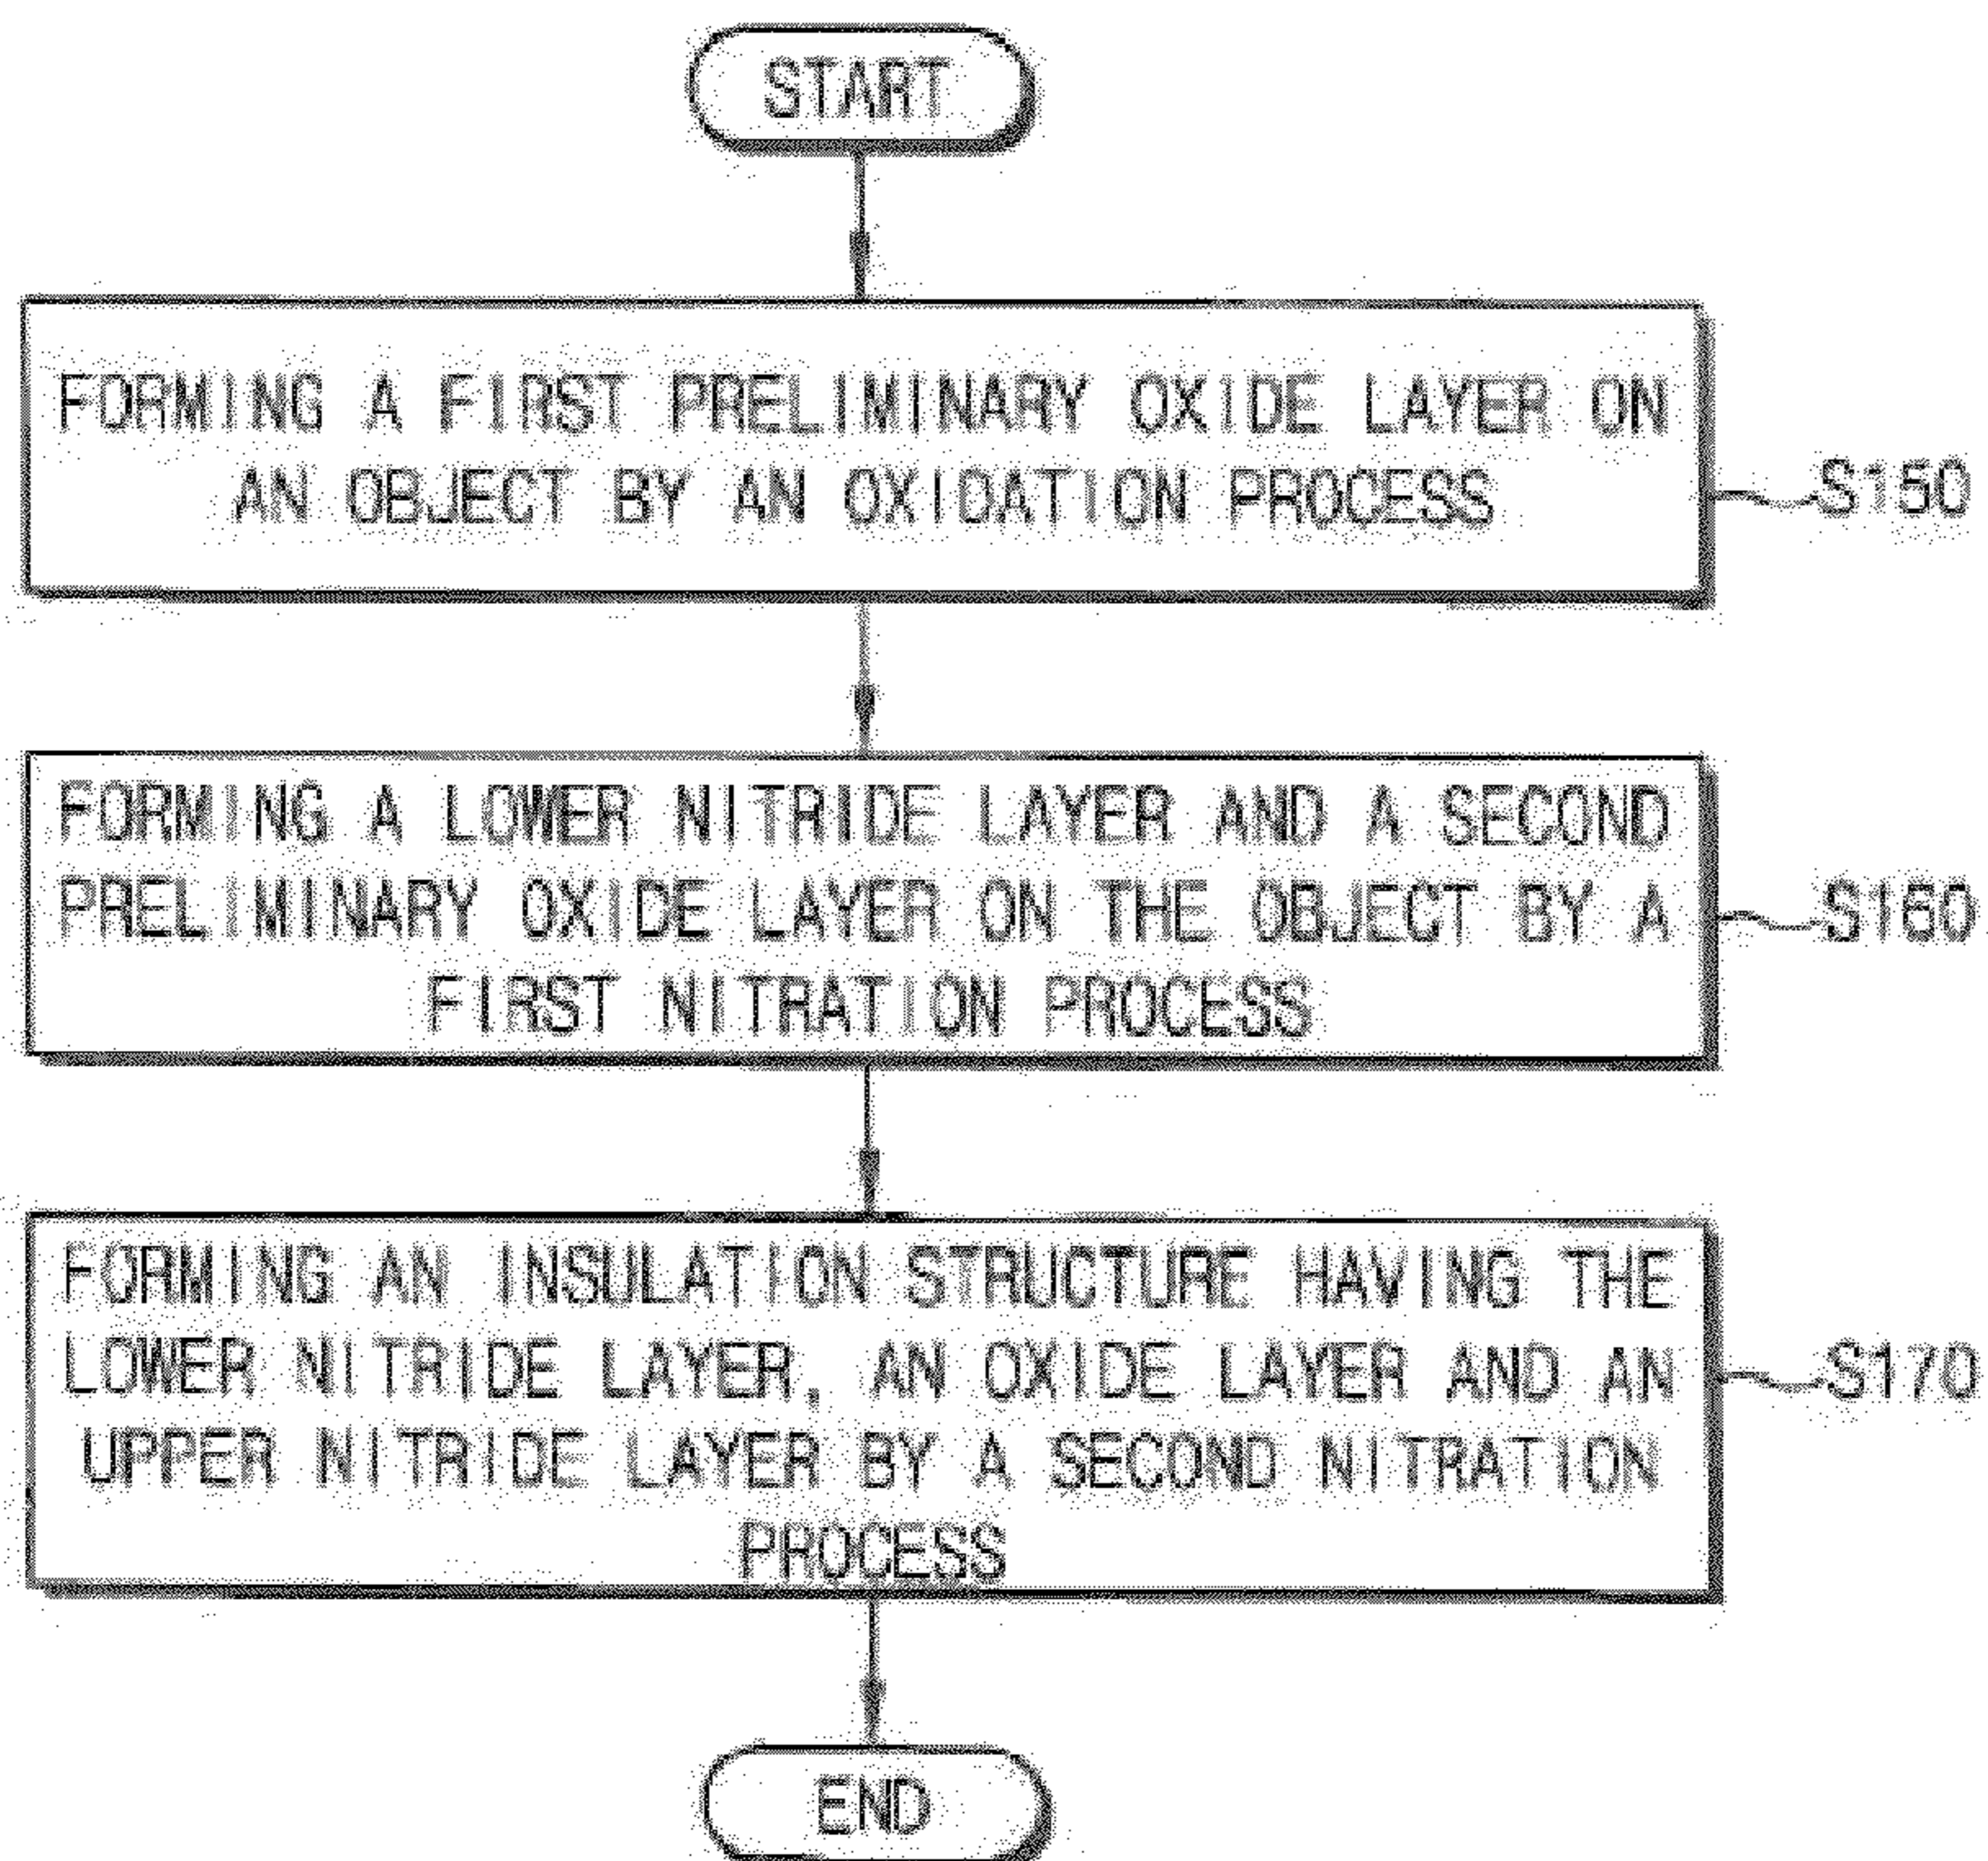 START
FORMING A FIRST PRELIMINARY OXIDE LAYER ON
AN OBJECT BY AN OXIDATION PROCESS
S150
FORMING A LOWER NITRIDE LAYER AND A SECOND
PRELIMINARY OXIDE LAYER ON THE OBJECT BY A
FIRST NITRATION PROCESS
S160
FORMING AN INSULATION STRUCTURE HAVING THE
LOWER NITRIDE LAYER, AN OXIDE LAYER AND AN
UPPER NITRIDE LAYER BY A SECOND NITRATION
PROCESS
S170
END